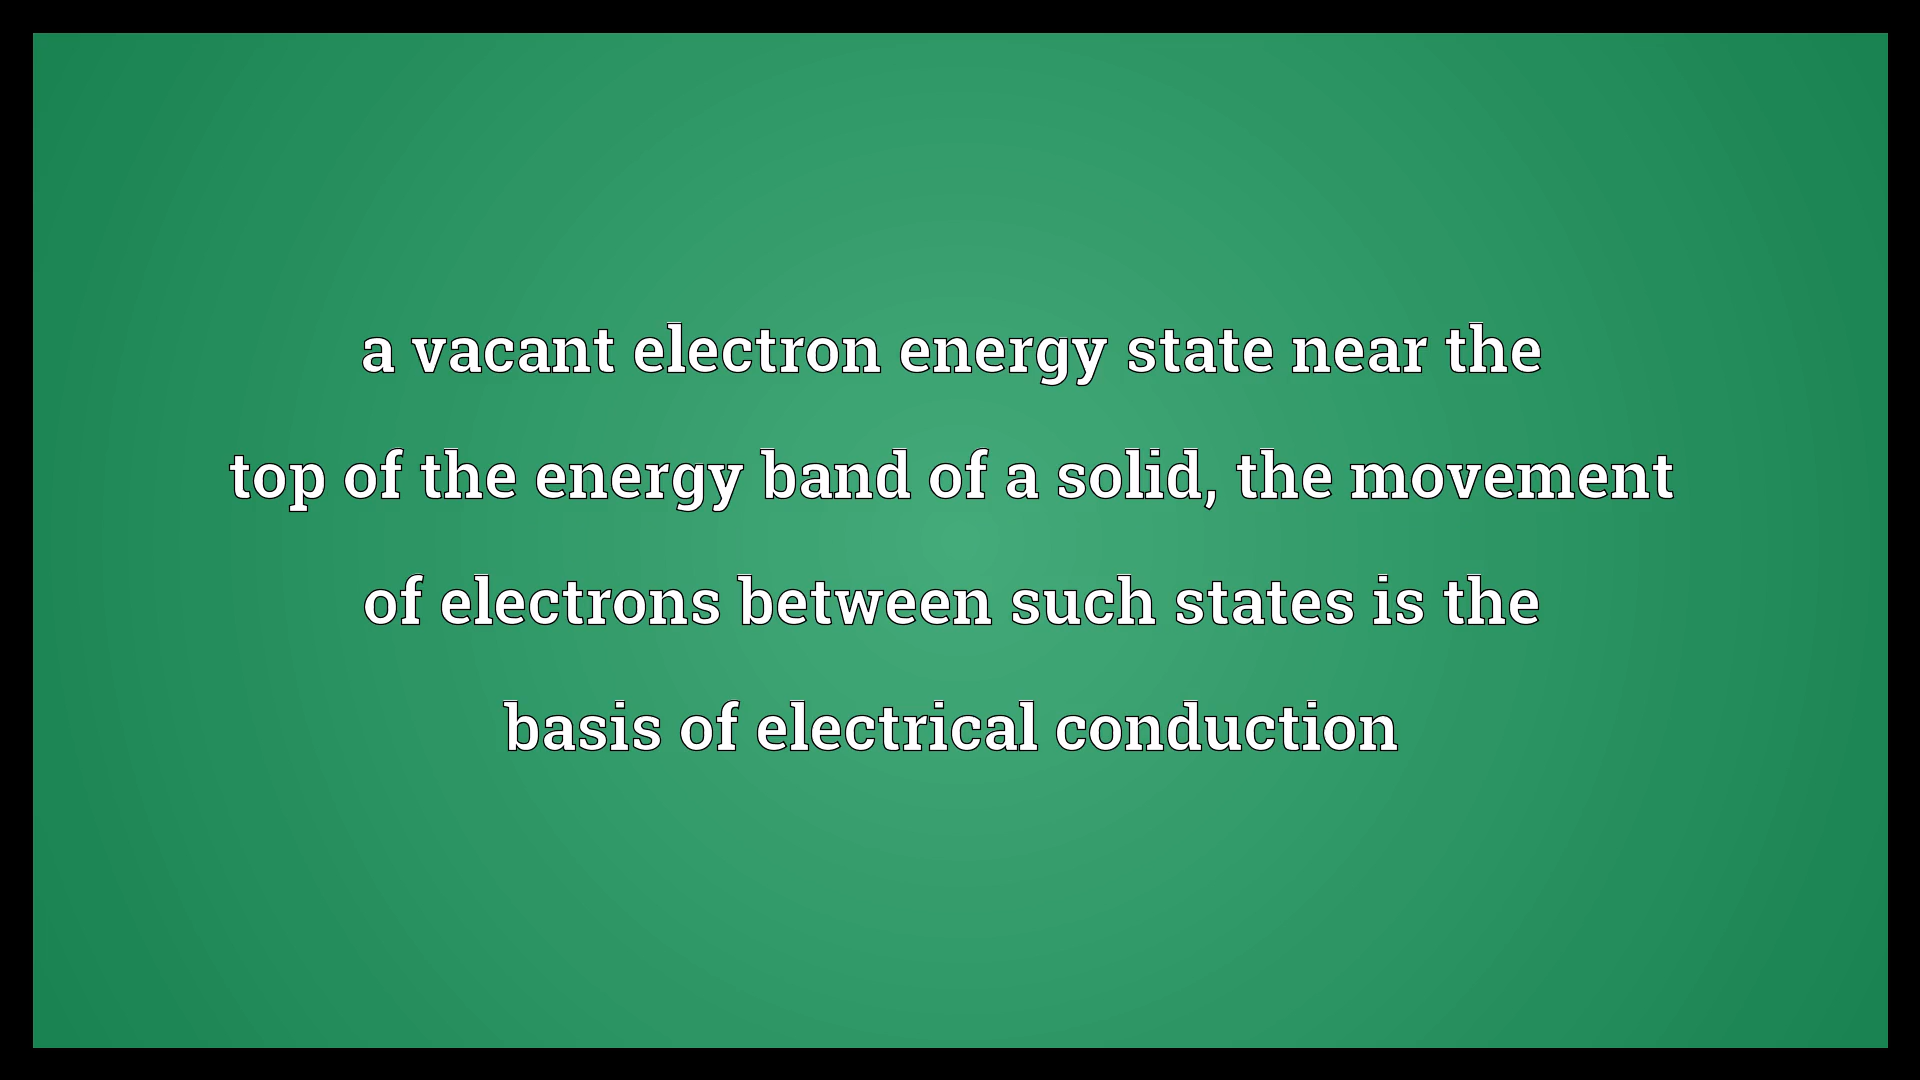 a vacant electron energy state near the
top of the energy band of a solid, the movement
of electrons between such states is the
basis of electrical conduction